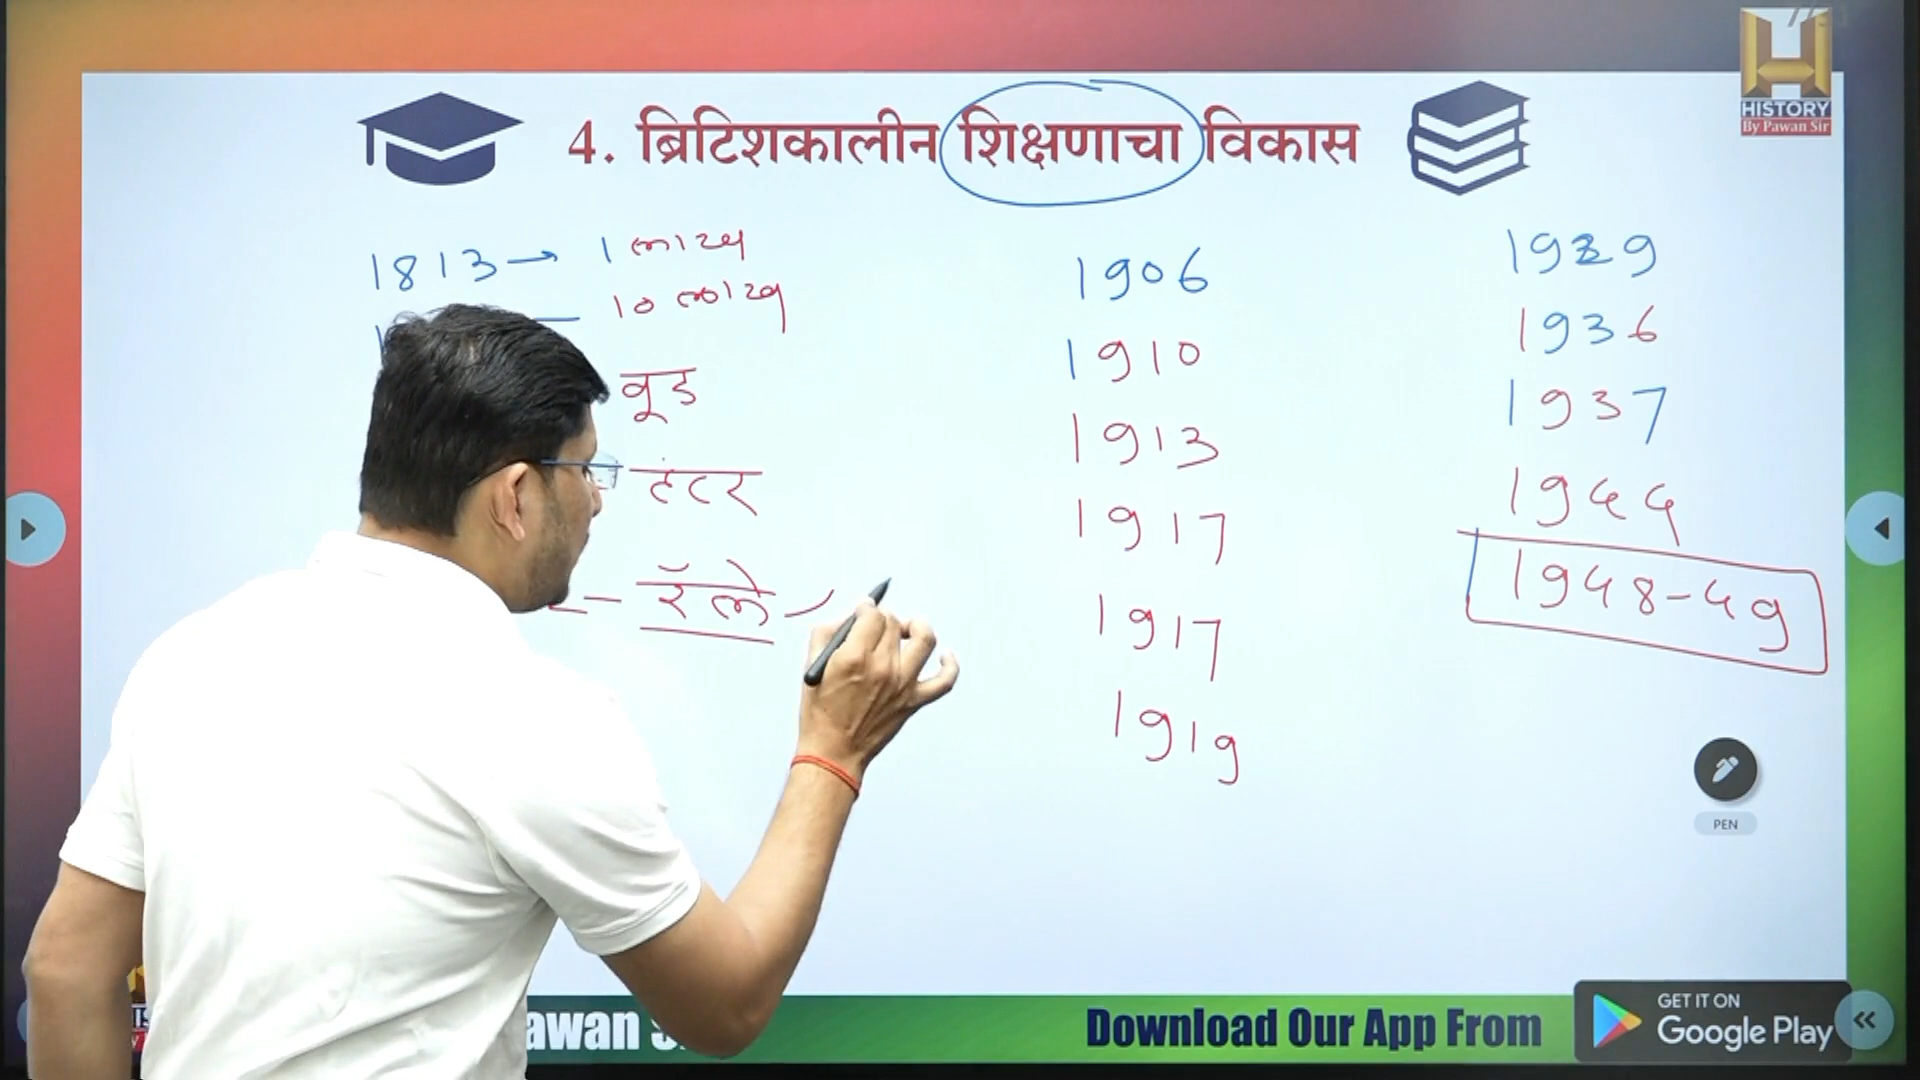 HISTORY
By Pawan Sir
4. ब्रिटिशकालीन शिक्षणाचा विकास
1813 → 1 लाख
10 लाख
वूड
हंटर
रॅले
1906
1910
1913
1917
1917
1919
1929
1936
1937
1944
1948-49
PEN
awan
Download Our App From
GET IT ON
Google Play